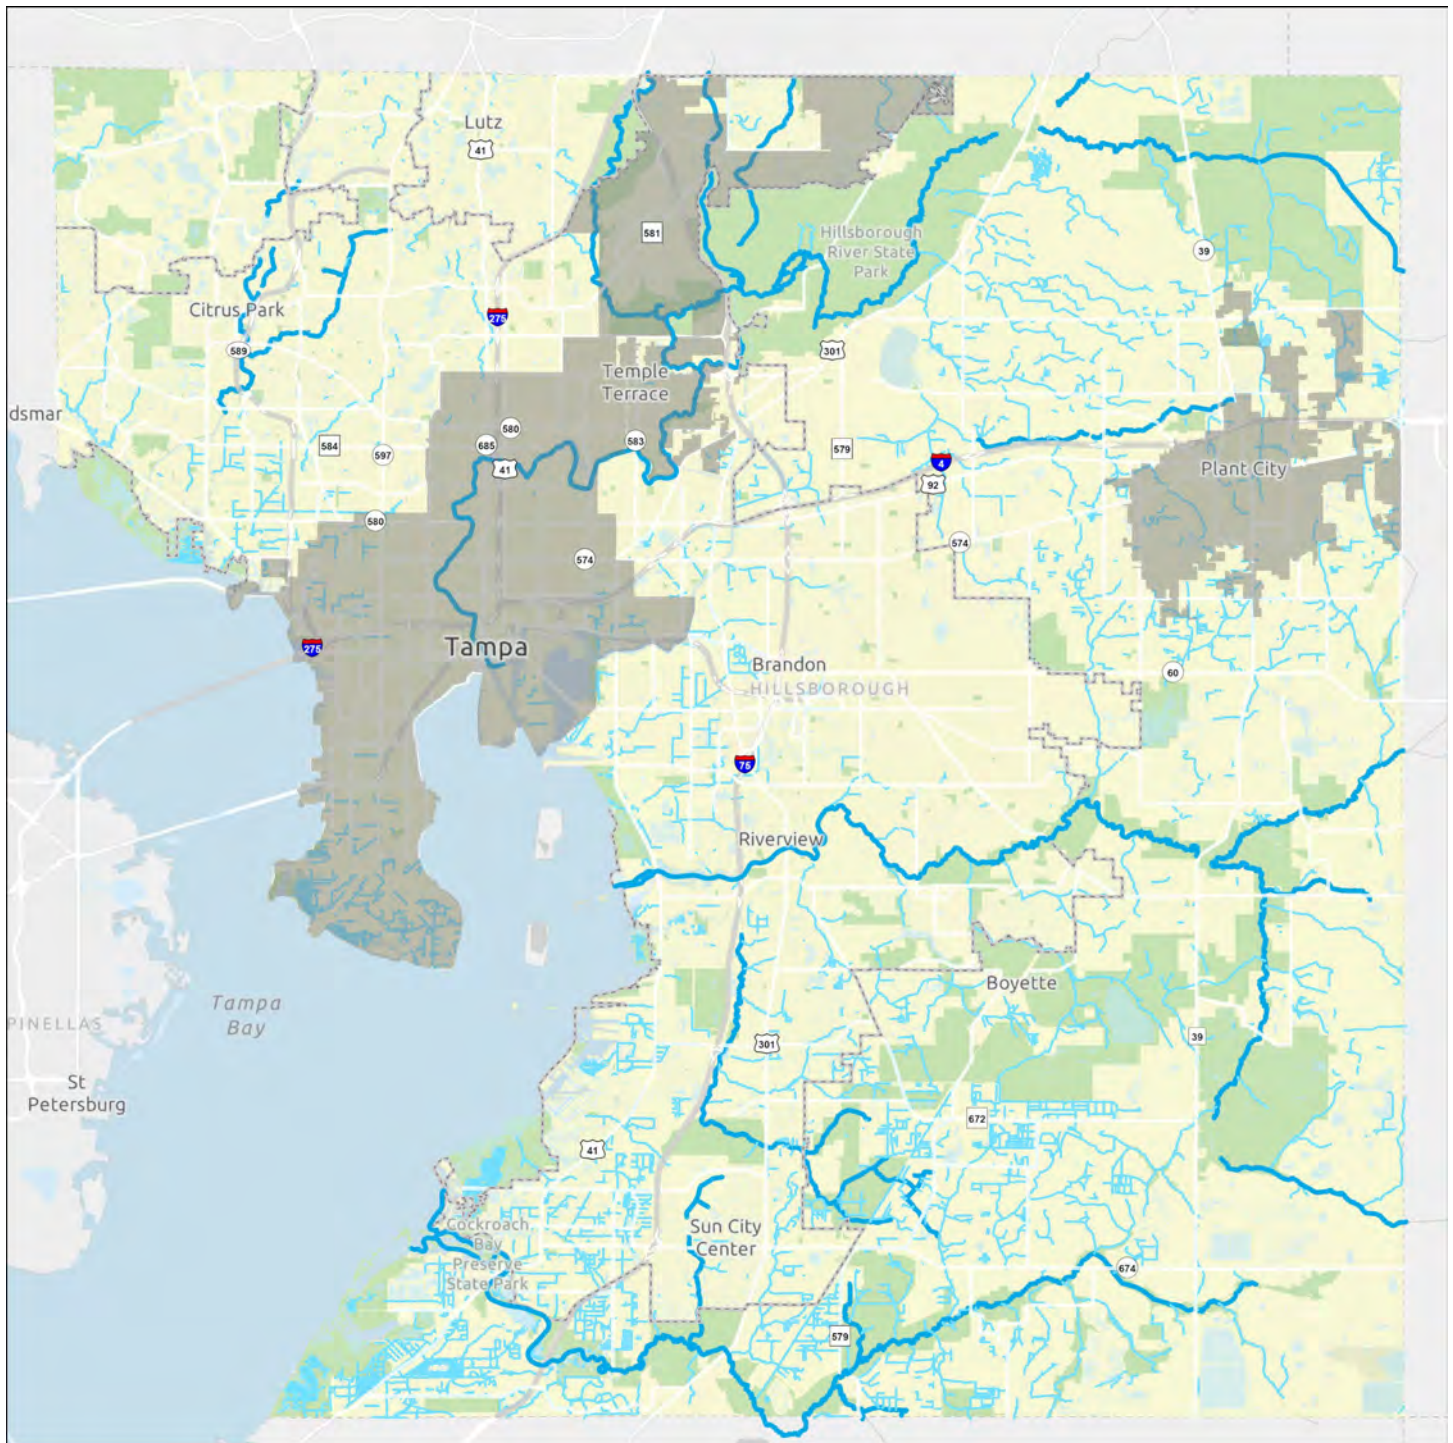 Lutz
41
581
Hillsborough
River State
Park
39
Citrus Park
275
589
301
Temple
Terrace
dsmar
580
685
583
584
597
41
579
4
92
Plant City
580
574
574
Tampa
275
Brandon
HILLSBOROUGH
60
75
Riverview
Boyette
Tampa
Bay
PINELLAS
301
39
St
Petersburg
672
41
Cockroach
Bay
Preserve
State Park
Sun City
Center
674
579